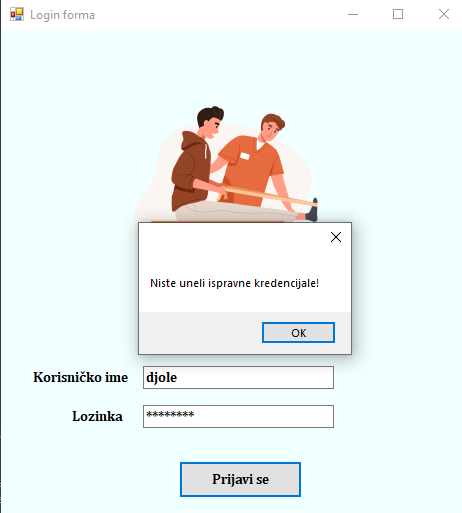 Login forma
Niste uneli ispravne kredencijale!
OK
Korisničko ime
djole
Lozinka
********
Prijavi se